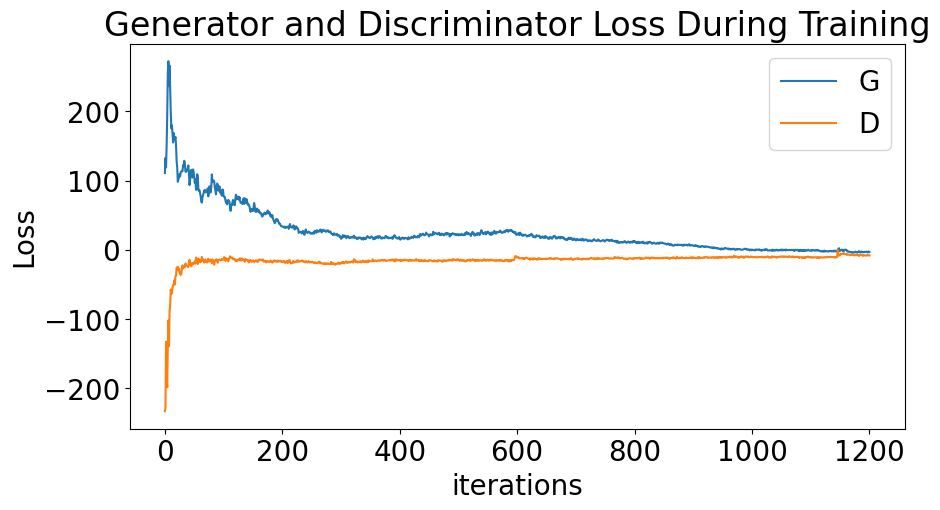 Generator and Discriminator Loss During Training
G
D
Loss
200
100
0
−100
−200
0 200 400 600 800 1000 1200
iterations